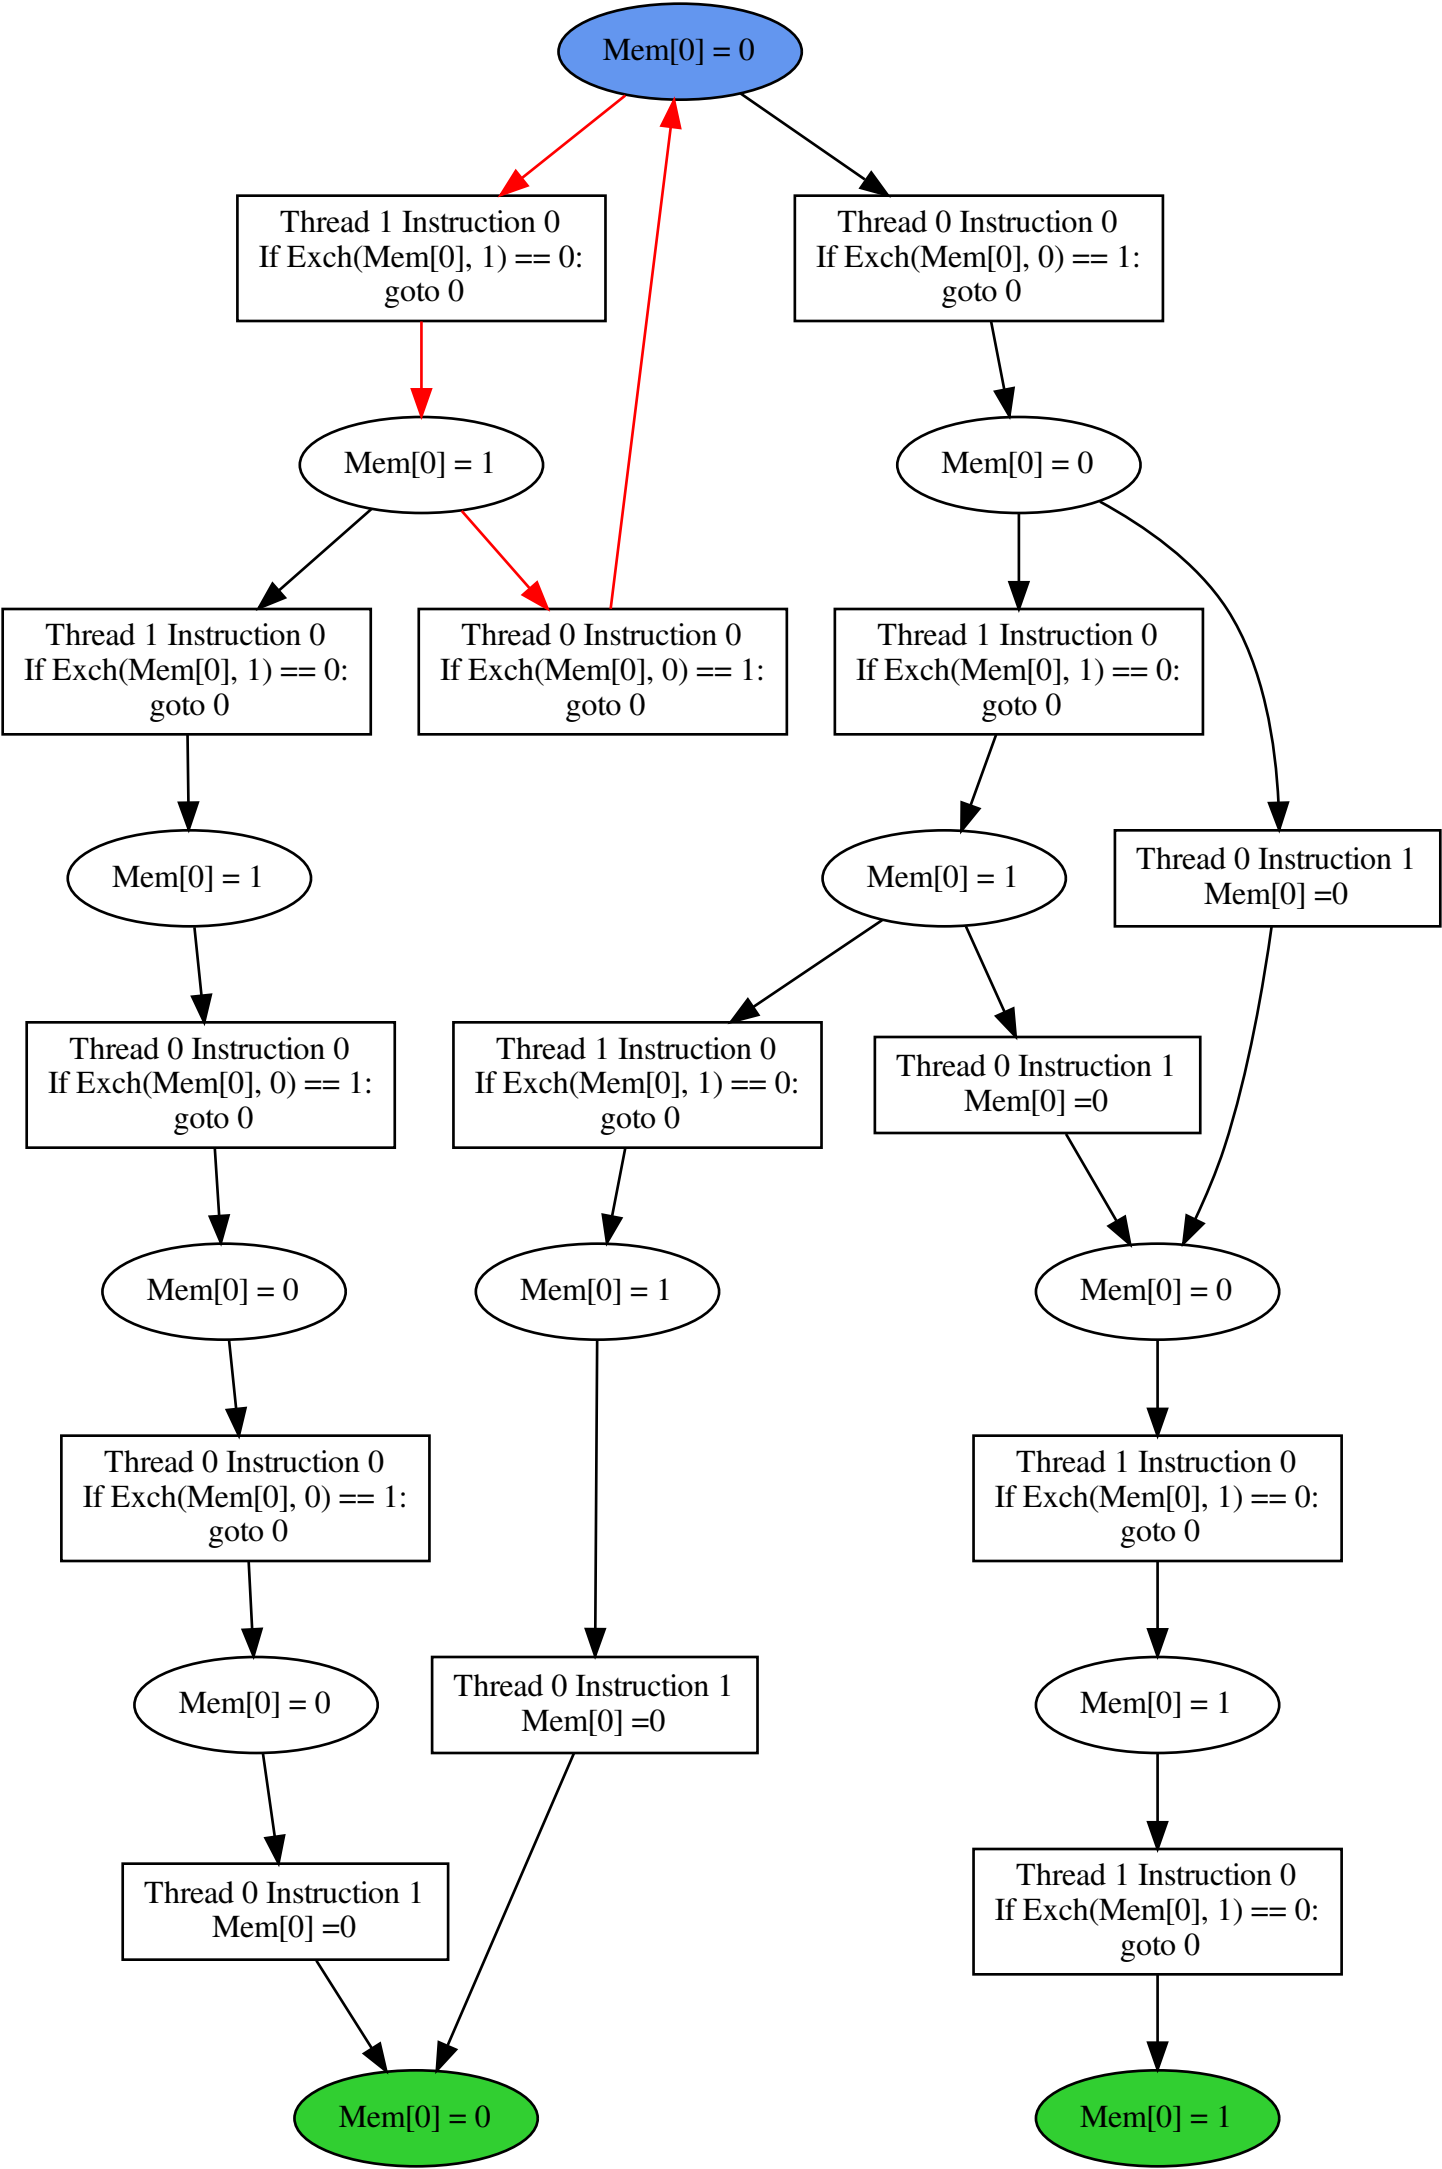 Mem[0] = 0
Thread 1 Instruction 0
If Exch(Mem[0], 1) == 0:
goto 0
Thread 0 Instruction 0
If Exch(Mem[0], 0) == 1:
goto 0
Mem[0] = 1
Mem[0] = 0
Thread 1 Instruction 0
If Exch(Mem[0], 1) == 0:
goto 0
Thread 0 Instruction 0
If Exch(Mem[0], 0) == 1:
goto 0
Thread 1 Instruction 0
If Exch(Mem[0], 1) == 0:
goto 0
Mem[0] = 1
Mem[0] = 1
Thread 0 Instruction 1
Mem[0] =0
Thread 0 Instruction 0
If Exch(Mem[0], 0) == 1:
goto 0
Thread 1 Instruction 0
If Exch(Mem[0], 1) == 0:
goto 0
Thread 0 Instruction 1
Mem[0] =0
Mem[0] = 0
Mem[0] = 1
Mem[0] = 0
Thread 0 Instruction 0
If Exch(Mem[0], 0) == 1:
goto 0
Thread 1 Instruction 0
If Exch(Mem[0], 1) == 0:
goto 0
Mem[0] = 0
Thread 0 Instruction 1
Mem[0] =0
Mem[0] = 1
Thread 0 Instruction 1
Mem[0] =0
Thread 1 Instruction 0
If Exch(Mem[0], 1) == 0:
goto 0
Mem[0] = 0
Mem[0] = 1